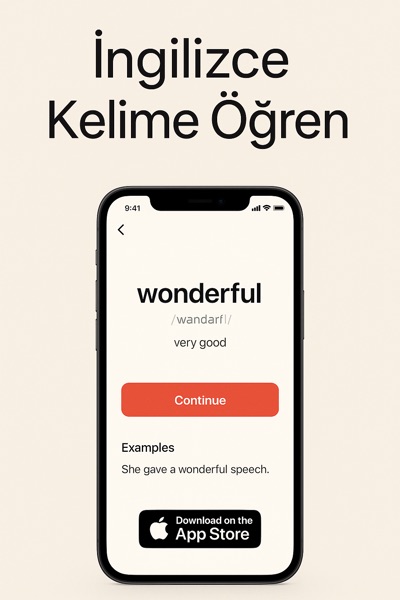 İngilizce
Kelime Öğren
9:41
wonderful
/wandarfl/
very good
Continue
Examples
She gave a wonderful speech.
Download on the
App Store